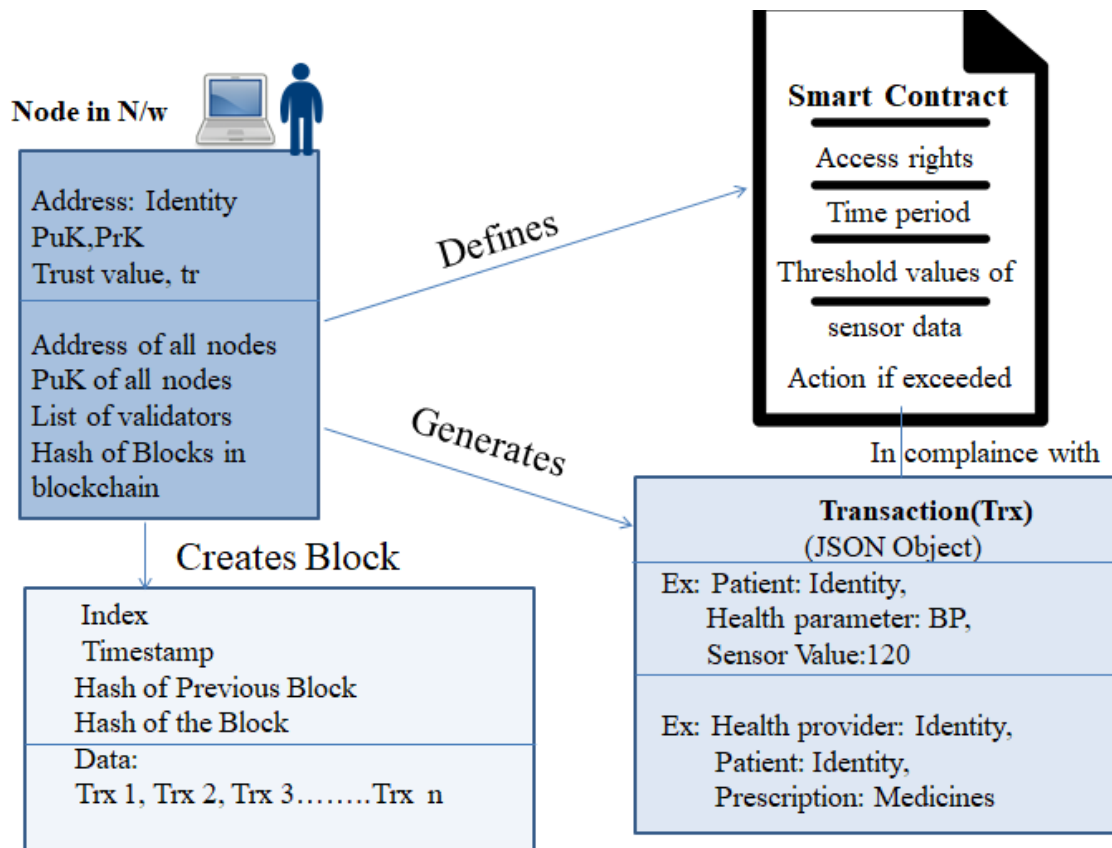 Node in N/w
Address: Identity
PuK,PrK
Trust value, tr
Address of all nodes
PuK of all nodes
List of validators
Hash of Blocks in
blockchain
Defines
Generates
Creates Block
Smart Contract
Access rights
Time period
Threshold values of
sensor data
Action if exceeded
In complaince with
Transaction(Trx)
(JSON Object)
Ex: Patient: Identity,
Health parameter: BP,
Sensor Value:120
Ex: Health provider: Identity,
Patient: Identity,
Prescription: Medicines
Index
Timestamp
Hash of Previous Block
Hash of the Block
Data:
Trx 1, Trx 2, Trx 3……..Trx n